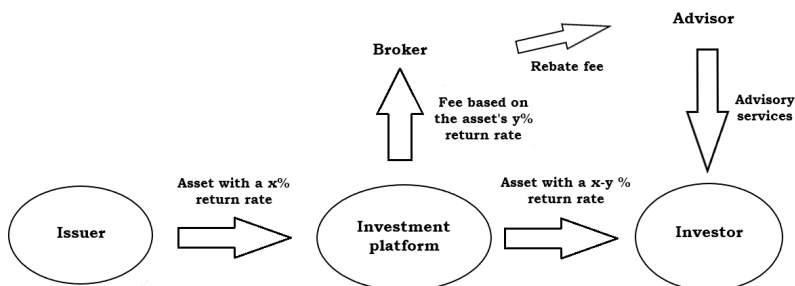 Advisor
Broker
Rebate fee
Fee based on
the asset's y%
return rate
Advisory
services
Asset with a x%
return rate
Asset with a x-y %
return rate
Issuer
Investment
platform
Investor